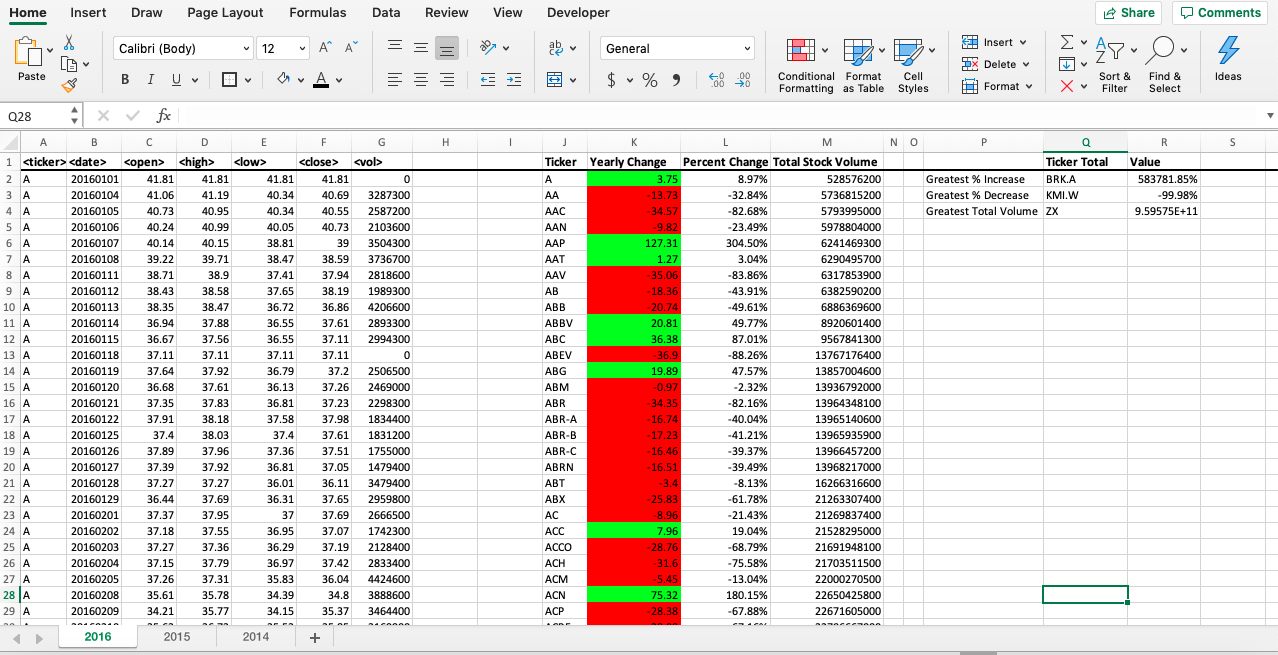 Home Insert Draw Page Layout Formulas Data Review View Developer Share Comments
Paste Calibri (Body) 12 A^ A˅ ab General Insert Σ A Z
B I U A $ % 9 .00 .0 Delete
Conditional Formatting Format as Table Cell Styles Format Sort & Filter Find & Select Ideas
Q28 fx
A B C D E F G H I J K L M N O P Q R S
1 <ticker> <date> <open> <high> <low> <close> <vol> Ticker Yearly Change Percent Change Total Stock Volume Ticker Total Value
2 A 20160101 41.81 41.81 41.81 41.81 0 A 3.75 8.97% 528576200 Greatest % Increase BRK.A 583781.85%
3 A 20160104 41.06 41.19 40.34 40.69 3287300 AA -13.73 -32.84% 5736815200 Greatest % Decrease KMI.W -99.98%
4 A 20160105 40.73 40.95 40.34 40.55 2587200 AAC -34.57 -82.68% 5793995000 Greatest Total Volume ZX 9.59575E+11
5 A 20160106 40.24 40.99 40.05 40.73 2103600 AAN -9.82 -23.49% 5978804000
6 A 20160107 40.14 40.15 38.81 39 3504300 AAP 127.31 304.50% 6241469300
7 A 20160108 39.22 39.71 38.47 38.59 3736700 AAT 1.27 3.04% 6290495700
8 A 20160111 38.71 38.9 37.41 37.94 2818600 AAV -35.06 -83.86% 6317853900
9 A 20160112 38.43 38.58 37.65 38.19 1989300 AB -18.36 -43.91% 6382590200
10 A 20160113 38.35 38.47 36.72 36.86 4206600 ABB -20.74 -49.61% 6886369600
11 A 20160114 36.94 37.88 36.55 37.61 2893300 ABBV 20.81 49.77% 8920601400
12 A 20160115 36.67 37.56 36.55 37.11 2994300 ABC 36.38 87.01% 9567841300
13 A 20160118 37.11 37.11 37.11 37.11 0 ABEV -36.9 -88.26% 13767176400
14 A 20160119 37.64 37.92 36.79 37.2 2506500 ABG 19.89 47.57% 13857004600
15 A 20160120 36.68 37.61 36.13 37.26 2469000 ABM -0.97 -2.32% 13936792000
16 A 20160121 37.35 37.83 36.81 37.23 2298300 ABR -34.35 -82.16% 13964348100
17 A 20160122 37.91 38.18 37.58 37.98 1834400 ABR-A -16.74 -40.04% 13965140600
18 A 20160125 37.4 38.03 37.4 37.61 1831200 ABR-B -17.23 -41.21% 13965935900
19 A 20160126 37.89 37.96 37.36 37.51 1755000 ABR-C -16.46 -39.37% 13966457200
20 A 20160127 37.39 37.92 36.81 37.05 1479400 ABRN -16.51 -39.49% 13968217000
21 A 20160128 37.27 37.27 36.01 36.11 3479400 ABT -3.4 -8.13% 16266316600
22 A 20160129 36.44 37.69 36.31 37.65 2959800 ABX -25.83 -61.78% 21263307400
23 A 20160201 37.37 37.95 37 37.69 2666500 AC -8.96 -21.43% 21269837400
24 A 20160202 37.18 37.55 36.95 37.07 1742300 ACC 7.96 19.04% 21528295000
25 A 20160203 37.27 37.36 36.29 37.19 2128400 ACCO -28.76 -68.79% 21691948100
26 A 20160204 37.15 37.79 36.97 37.42 2833400 ACH -31.6 -75.58% 21703511500
27 A 20160205 37.26 37.31 35.83 36.04 4424600 ACM -5.45 -13.04% 22000270500
28 A 20160208 35.61 35.78 34.39 34.8 3888600 ACN 75.32 180.15% 22650425800
29 A 20160209 34.21 35.77 34.15 35.37 3464400 ACP -28.38 -67.88% 22671605000
2016 2015 2014 +